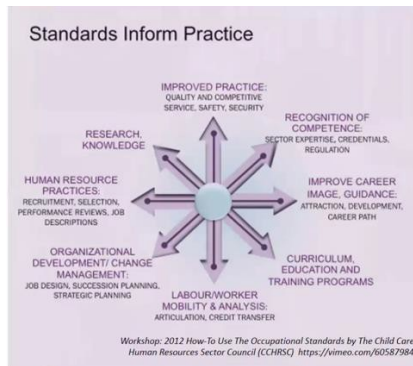 Standards Inform Practice
IMPROVED PRACTICE:
QUALITY AND COMPETITIVE
SERVICE, SAFETY, SECURITY
RECOGNITION OF
COMPETENCE:
SECTOR EXPERTISE, CREDENTIALS,
REGULATION
IMPROVE CAREER
IMAGE, GUIDANCE:
ATTRACTION, DEVELOPMENT,
CAREER PATH
CURRICULUM,
EDUCATION AND
TRAINING PROGRAMS
LABOUR/WORKER
MOBILITY & ANALYSIS:
ARTICULATION, CREDIT TRANSFER
ORGANIZATIONAL
DEVELOPMENT/ CHANGE
MANAGEMENT:
JOB DESIGN, SUCCESSION PLANNING,
STRATEGIC PLANNING
HUMAN RESOURCE
PRACTICES:
RECRUITMENT, SELECTION,
PERFORMANCE REVIEWS, JOB
DESCRIPTIONS
RESEARCH,
KNOWLEDGE
Workshop: 2012 How-To Use The Occupational Standards by The Child Care
Human Resources Sector Council (CCHRSC) https://vimeo.com/60587984